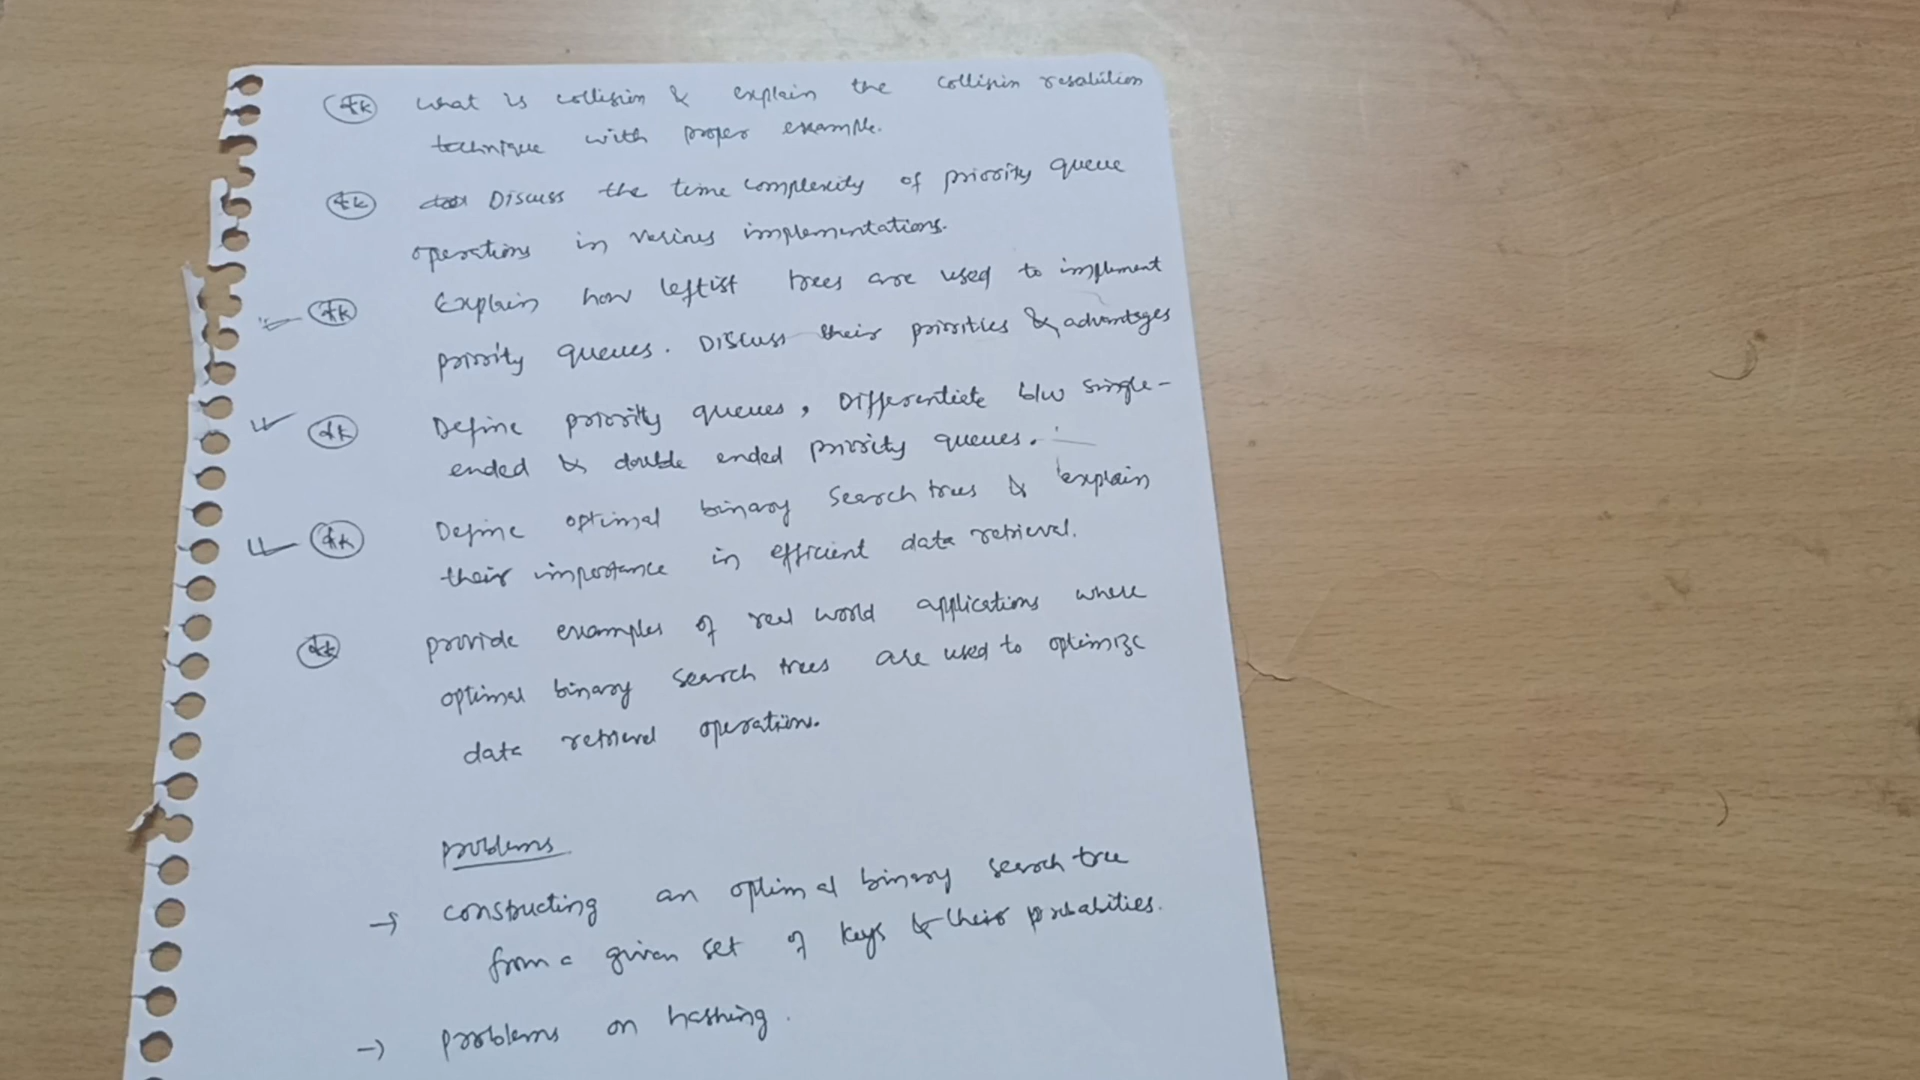 what is collision & explain the collision resolution
technique with proper example.
Discuss the time complexity of priority queue
operations in various implementations.
Explain how leftist trees are used to implement
priority queues. Discuss their priorities & advantages
Define priority queues, Differentiate b/w single-
ended & double ended priority queues.
Define optimal binary search trees & explain
their importance in efficient data retrieval.
provide examples of real world applications where
optimal binary search trees are used to optimize
data retrieval operations.
problems
→ constructing an optimal binary search tree
from a given set of keys & their probabilities.
→ problems on hashing.